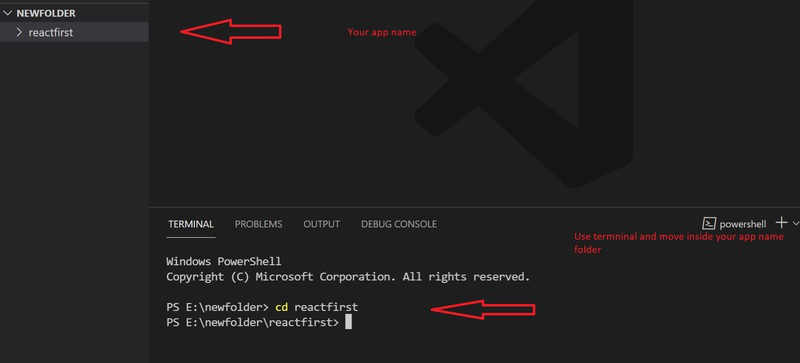 NEWFOLDER
reactfirst
Your app name
TERMINAL PROBLEMS OUTPUT DEBUG CONSOLE
powershell
Use termninal and move inside your app name
folder
Windows PowerShell
Copyright (C) Microsoft Corporation. All rights reserved.
PS E:\newfolder> cd reactfirst
PS E:\newfolder\reactfirst>